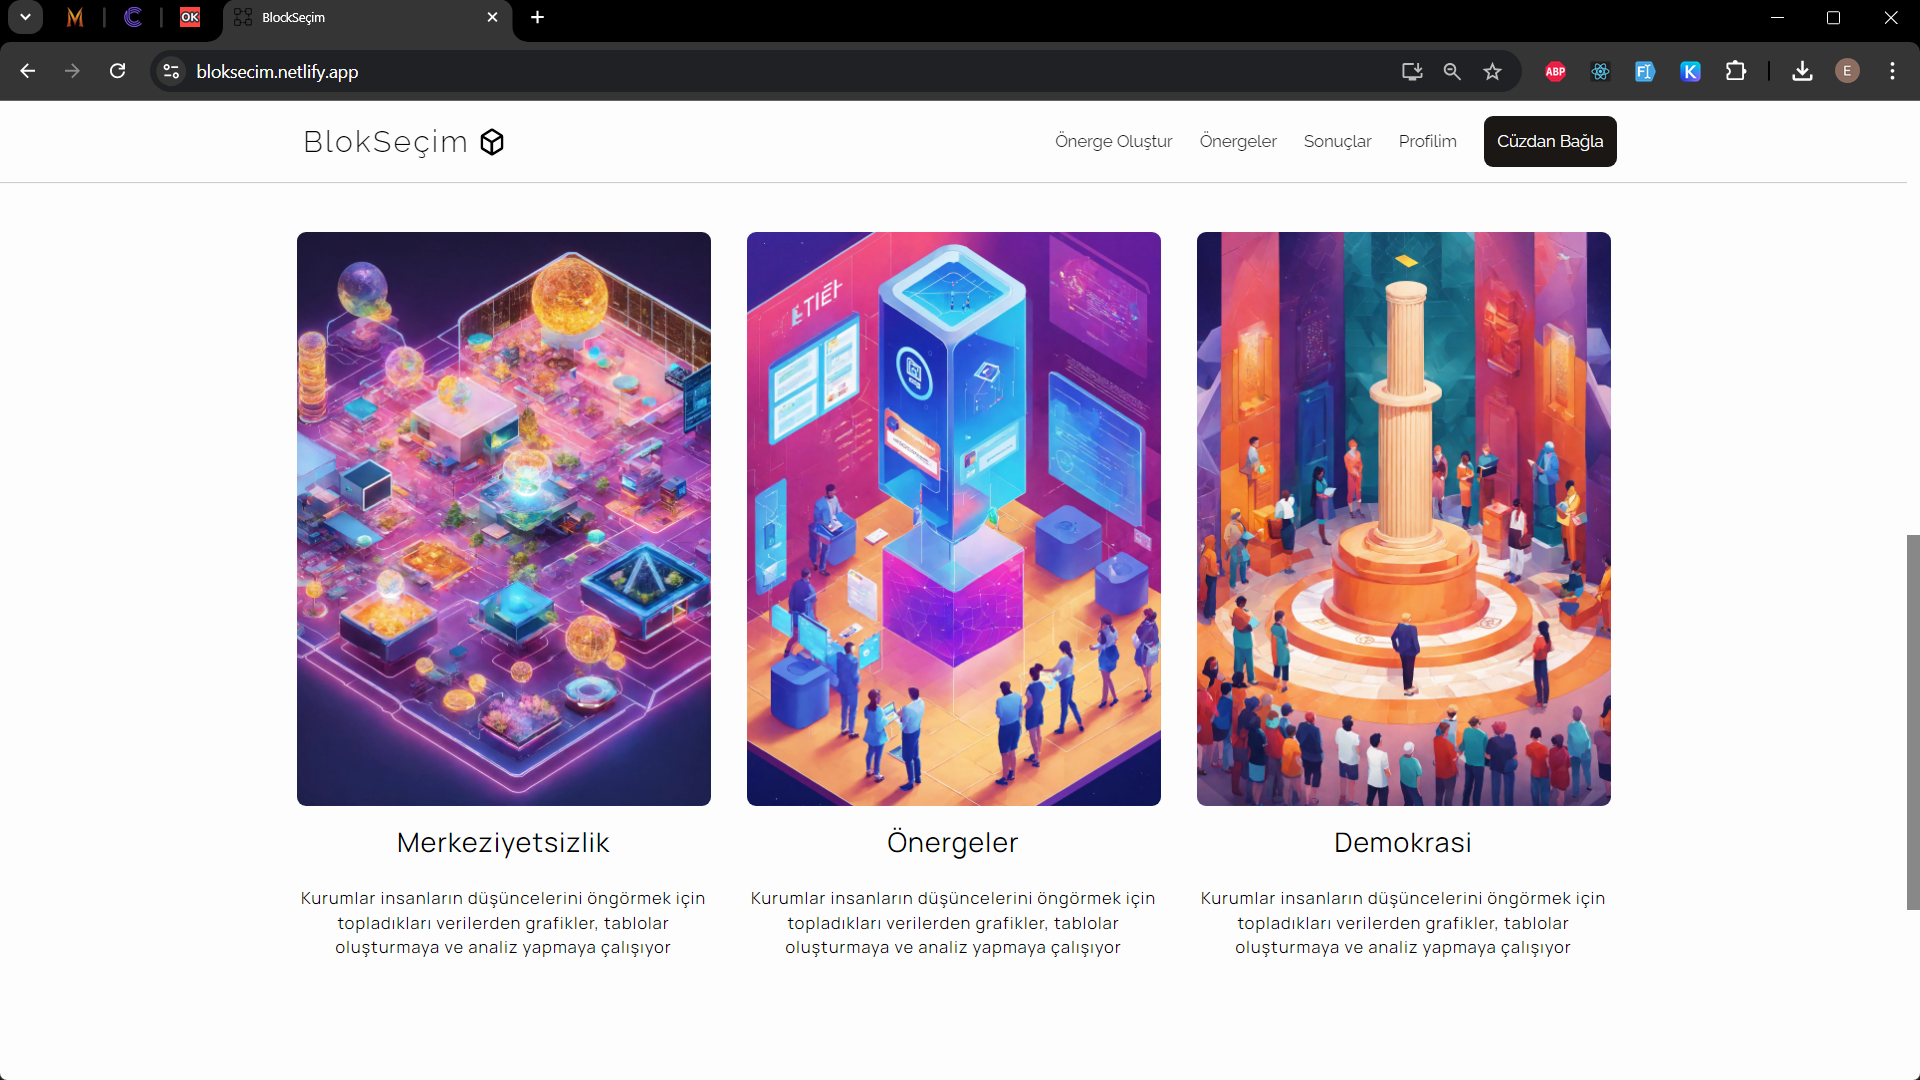 OK
BlockSeçim
bloksecim.netlify.app
ABP
K
E
BlokSeçim
Önerge Oluştur
Önergeler
Sonuçlar
Profilim
Cüzdan Bağla
Merkeziyetsizlik
Kurumlar insanların düşüncelerini öngörmek için
topladıkları verilerden grafikler, tablolar
oluşturmaya ve analiz yapmaya çalışıyor
Önergeler
Kurumlar insanların düşüncelerini öngörmek için
topladıkları verilerden grafikler, tablolar
oluşturmaya ve analiz yapmaya çalışıyor
Demokrasi
Kurumlar insanların düşüncelerini öngörmek için
topladıkları verilerden grafikler, tablolar
oluşturmaya ve analiz yapmaya çalışıyor